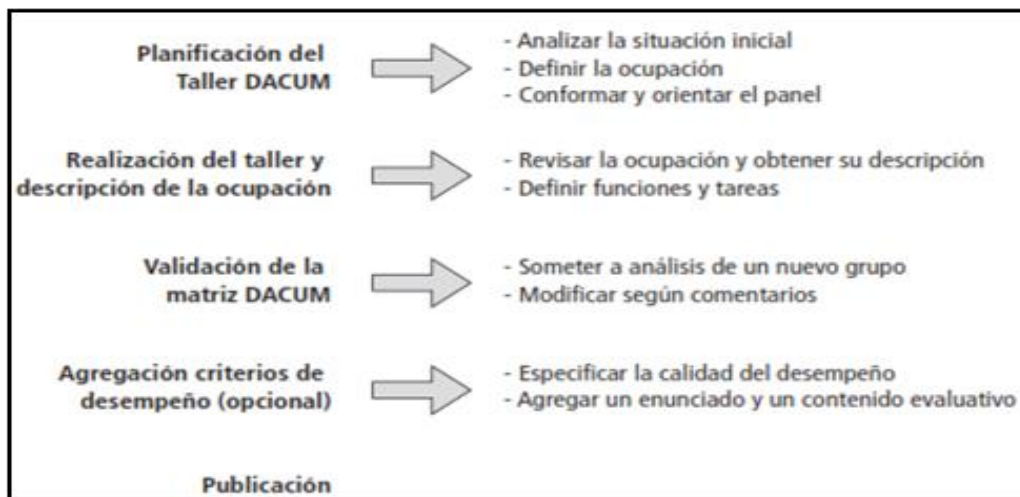 Planificación del
Taller DACUM
- Analizar la situación inicial
- Definir la ocupación
- Conformar y orientar el panel
Realización del taller y
descripción de la ocupación
- Revisar la ocupación y obtener su descripción
- Definir funciones y tareas
Validación de la
matriz DACUM
- Someter a análisis de un nuevo grupo
- Modificar según comentarios
Agregación criterios de
desempeño (opcional)
- Especificar la calidad del desempeño
- Agregar un enunciado y un contenido evaluativo
Publicación